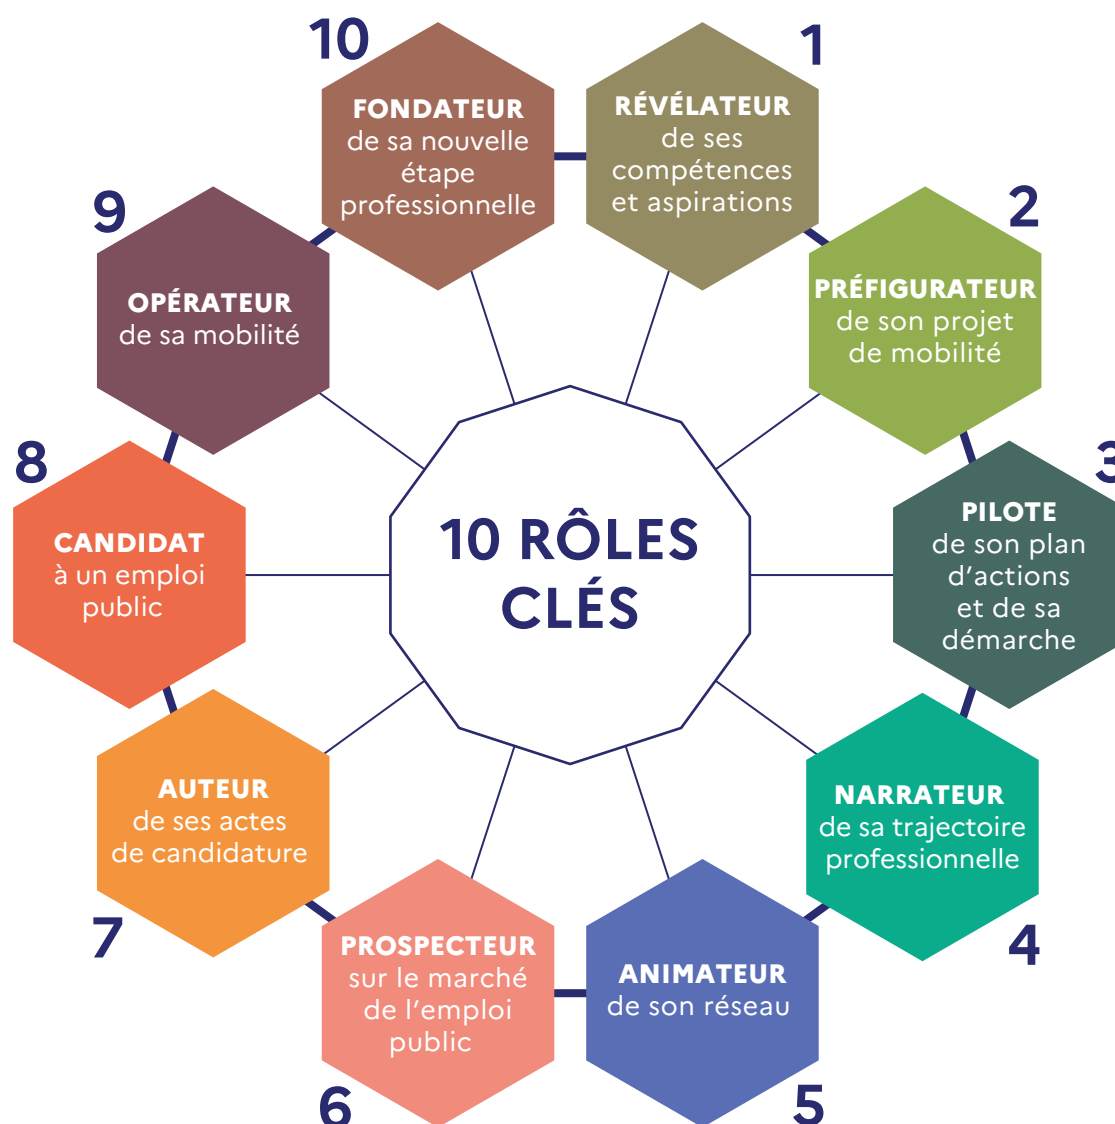 10 RÔLES
CLÉS
1
RÉVÉLATEUR
de ses
compétences
et aspirations
2
PRÉFIGURATEUR
de son projet
de mobilité
3
PILOTE
de son plan
d’actions
et de sa
démarche
4
NARRATEUR
de sa trajectoire
professionnelle
5
ANIMATEUR
de son réseau
6
PROSPECTEUR
sur le marché
de l’emploi
public
7
AUTEUR
de ses actes
de candidature
8
CANDIDAT
à un emploi
public
9
OPÉRATEUR
de sa mobilité
10
FONDATEUR
de sa nouvelle
étape
professionnelle